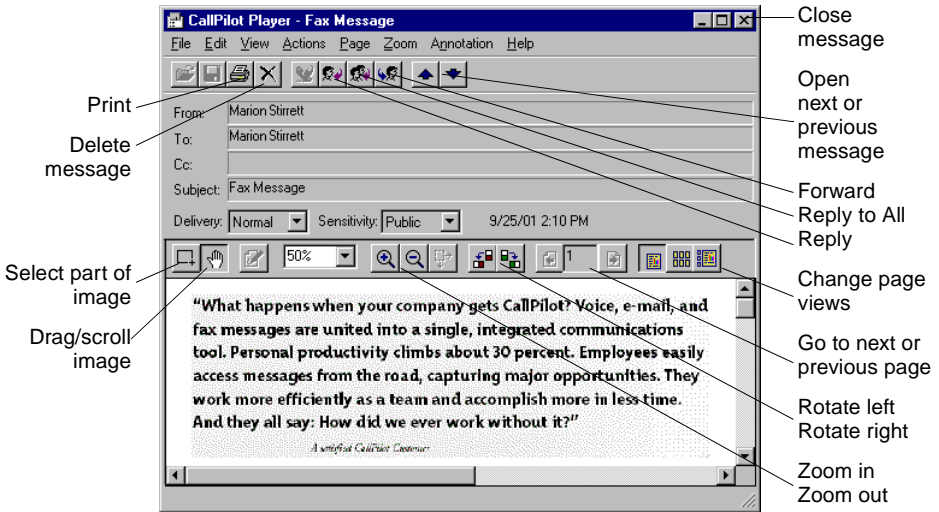 CallPilot Player - Fax Message
File Edit View Actions Page Zoom Annotation Help
From: Marion Stirrett
To: Marion Stirrett
Cc:
Subject: Fax Message
Delivery: Normal Sensitivity: Public 9/25/01 2:10 PM
50% 1
“What happens when your company gets CallPilot? Voice, e-mail, and
fax messages are united into a single, integrated communications
tool. Personal productivity climbs about 30 percent. Employees easily
access messages from the road, capturing major opportunities. They
work more efficiently as a team and accomplish more in less time.
And they all say: How did we ever work without it?”
A satisfied CallPilot Customer
Print
Delete
message
Select part of
image
Drag/scroll
image
Close
message
Open
next or
previous
message
Forward
Reply to All
Reply
Change page
views
Go to next or
previous page
Rotate left
Rotate right
Zoom in
Zoom out